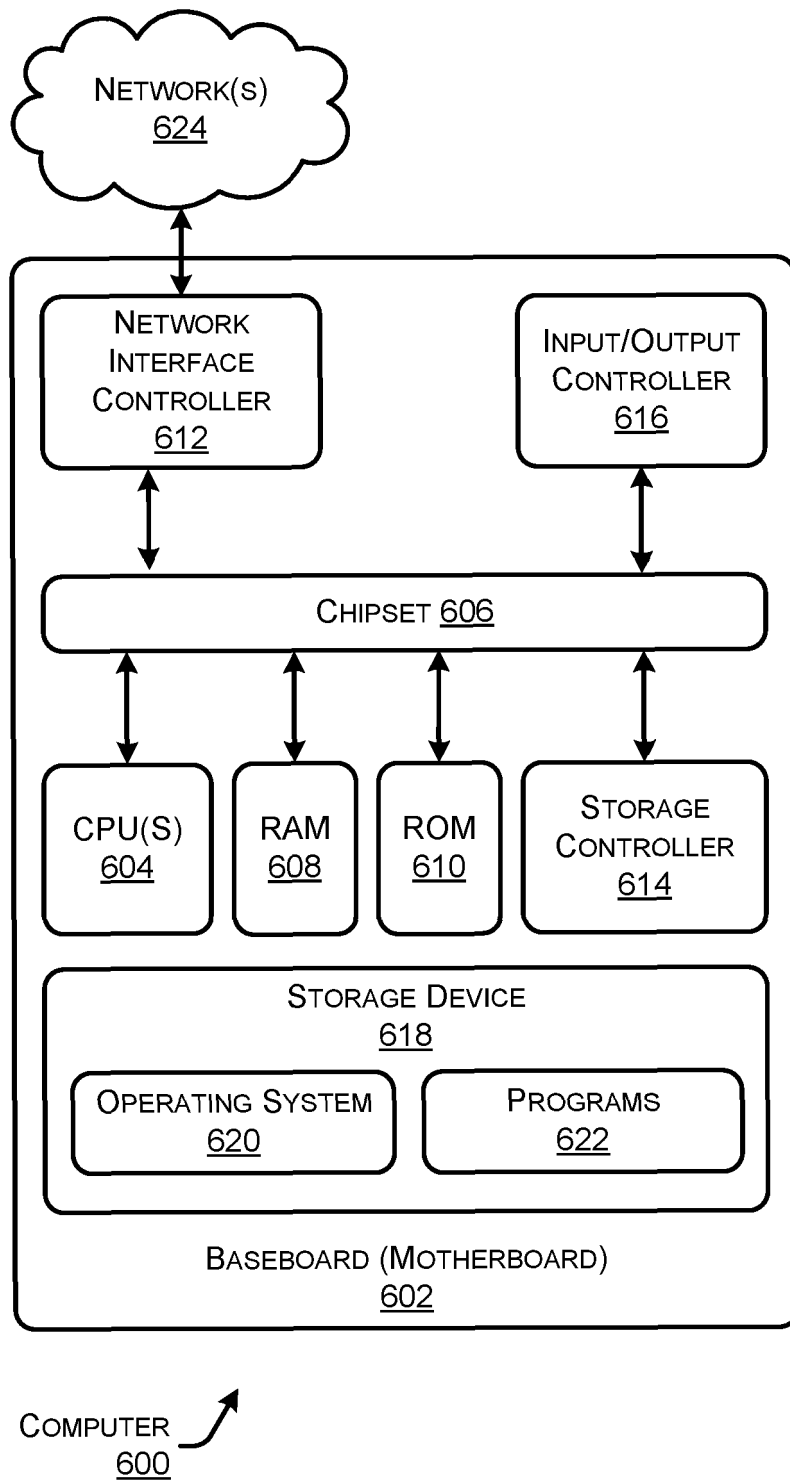 NETWORK(S)
624
NETWORK
INTERFACE
CONTROLLER
612
INPUT/OUTPUT
CONTROLLER
616
CHIPSET 606
CPU(S)
604
RAM
608
ROM
610
STORAGE
CONTROLLER
614
STORAGE DEVICE
618
OPERATING SYSTEM
620
PROGRAMS
622
BASEBOARD (MOTHERBOARD)
602
COMPUTER
600